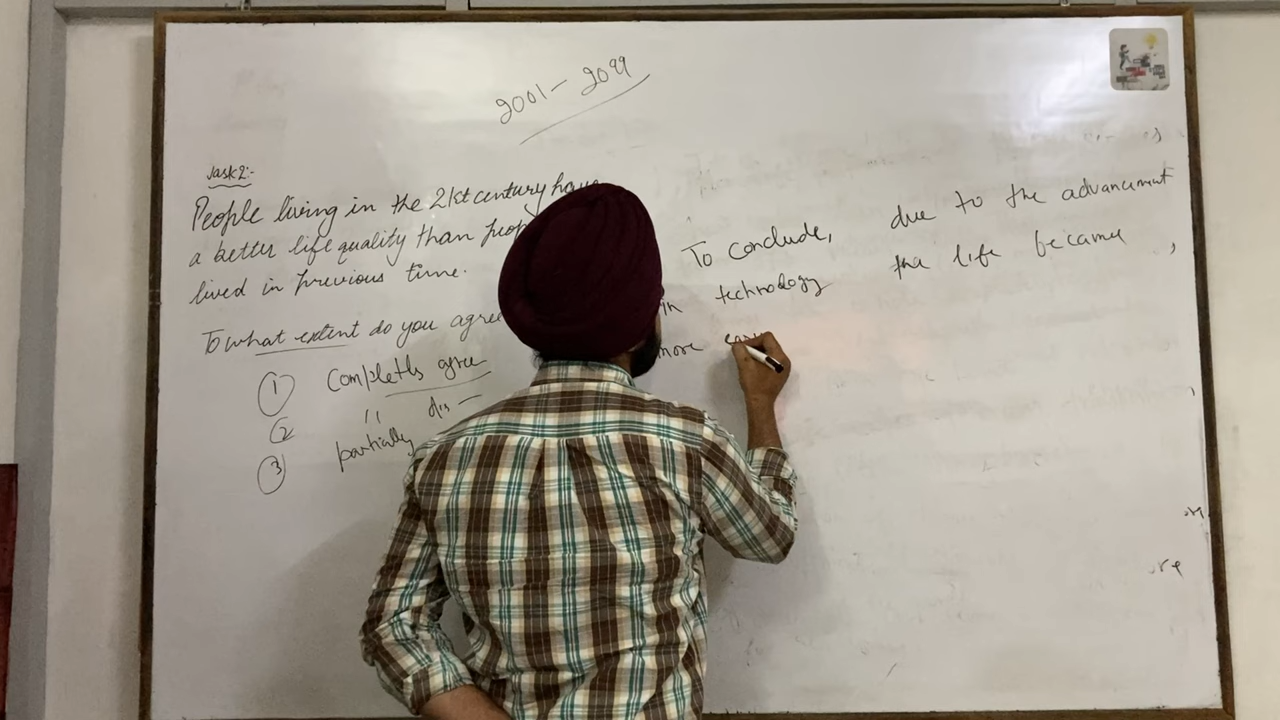 2001 - 2099
Task 2:-
People living in the 21st century have
a better life quality than
lived in previous time.
To what extent do you agree
1 completly agree
2 " dis —
3 partially
To conclude, due to the advancement
in technology the life became
more